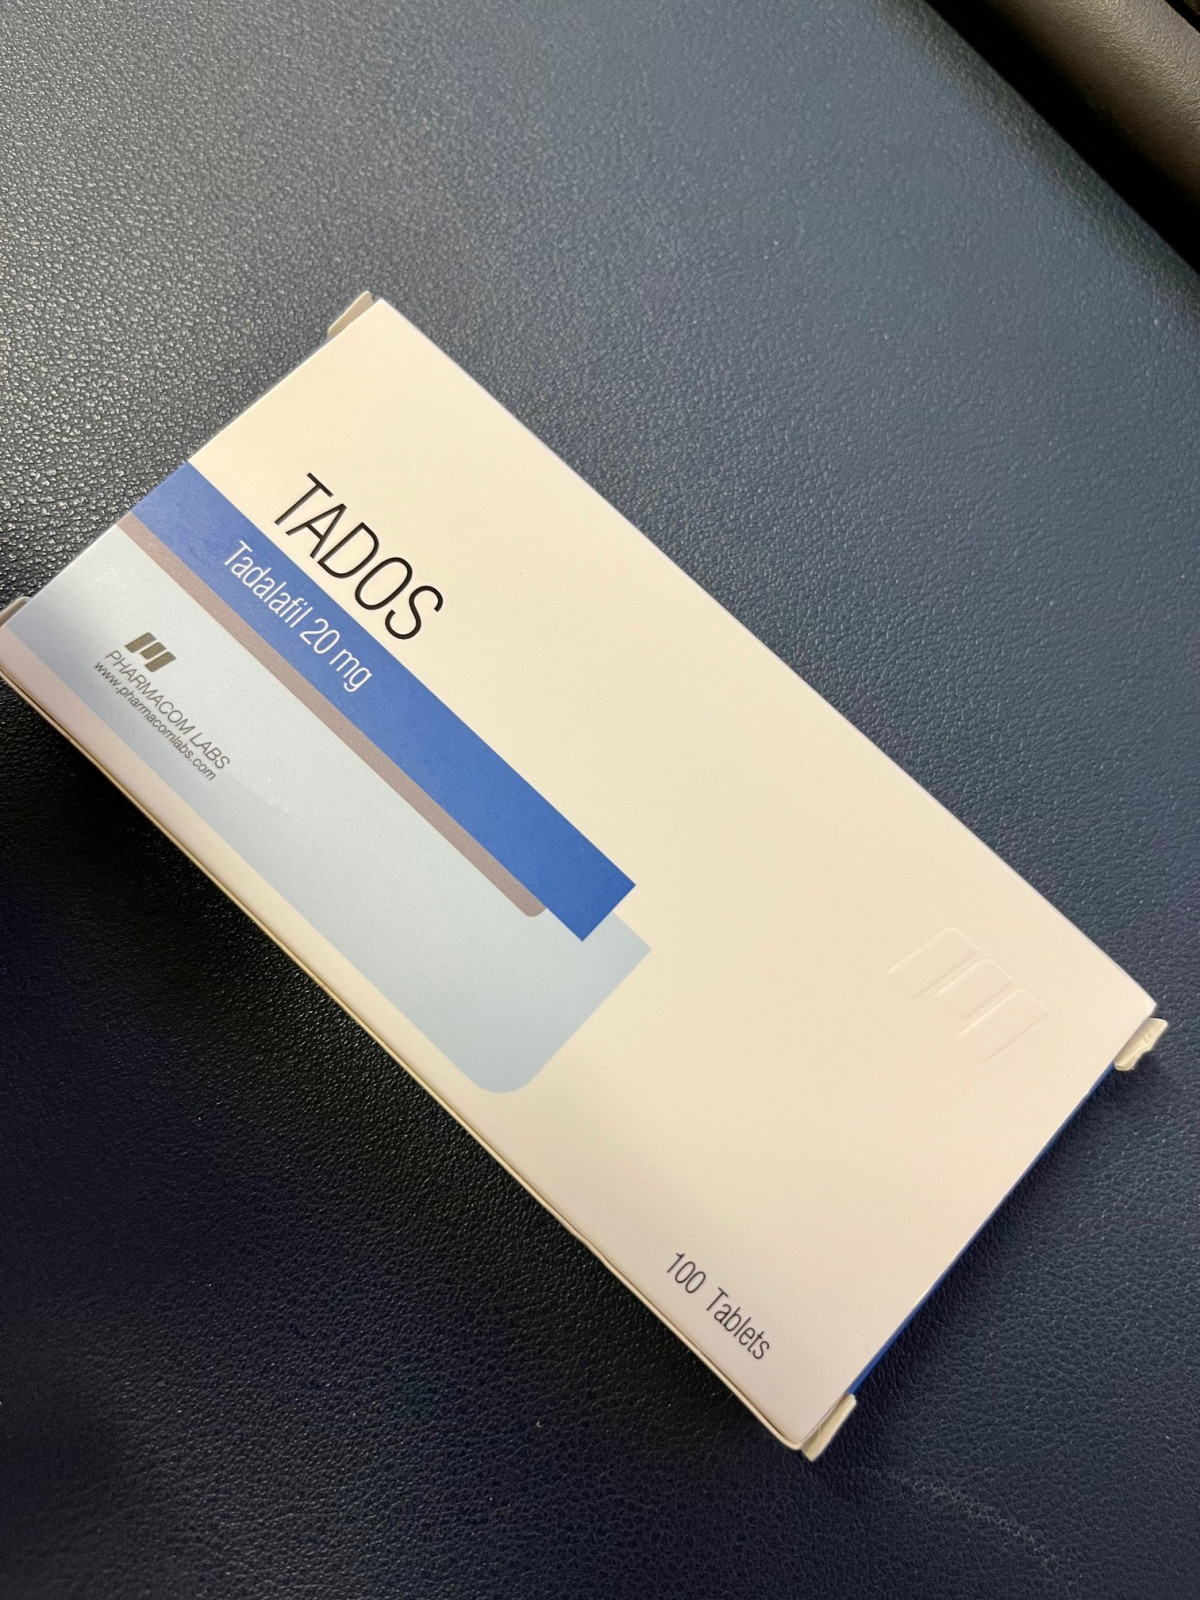 TADOS
Tadalafil 20 mg
PHARMACOM LABS
www.pharmacomlabs.com
100 Tablets